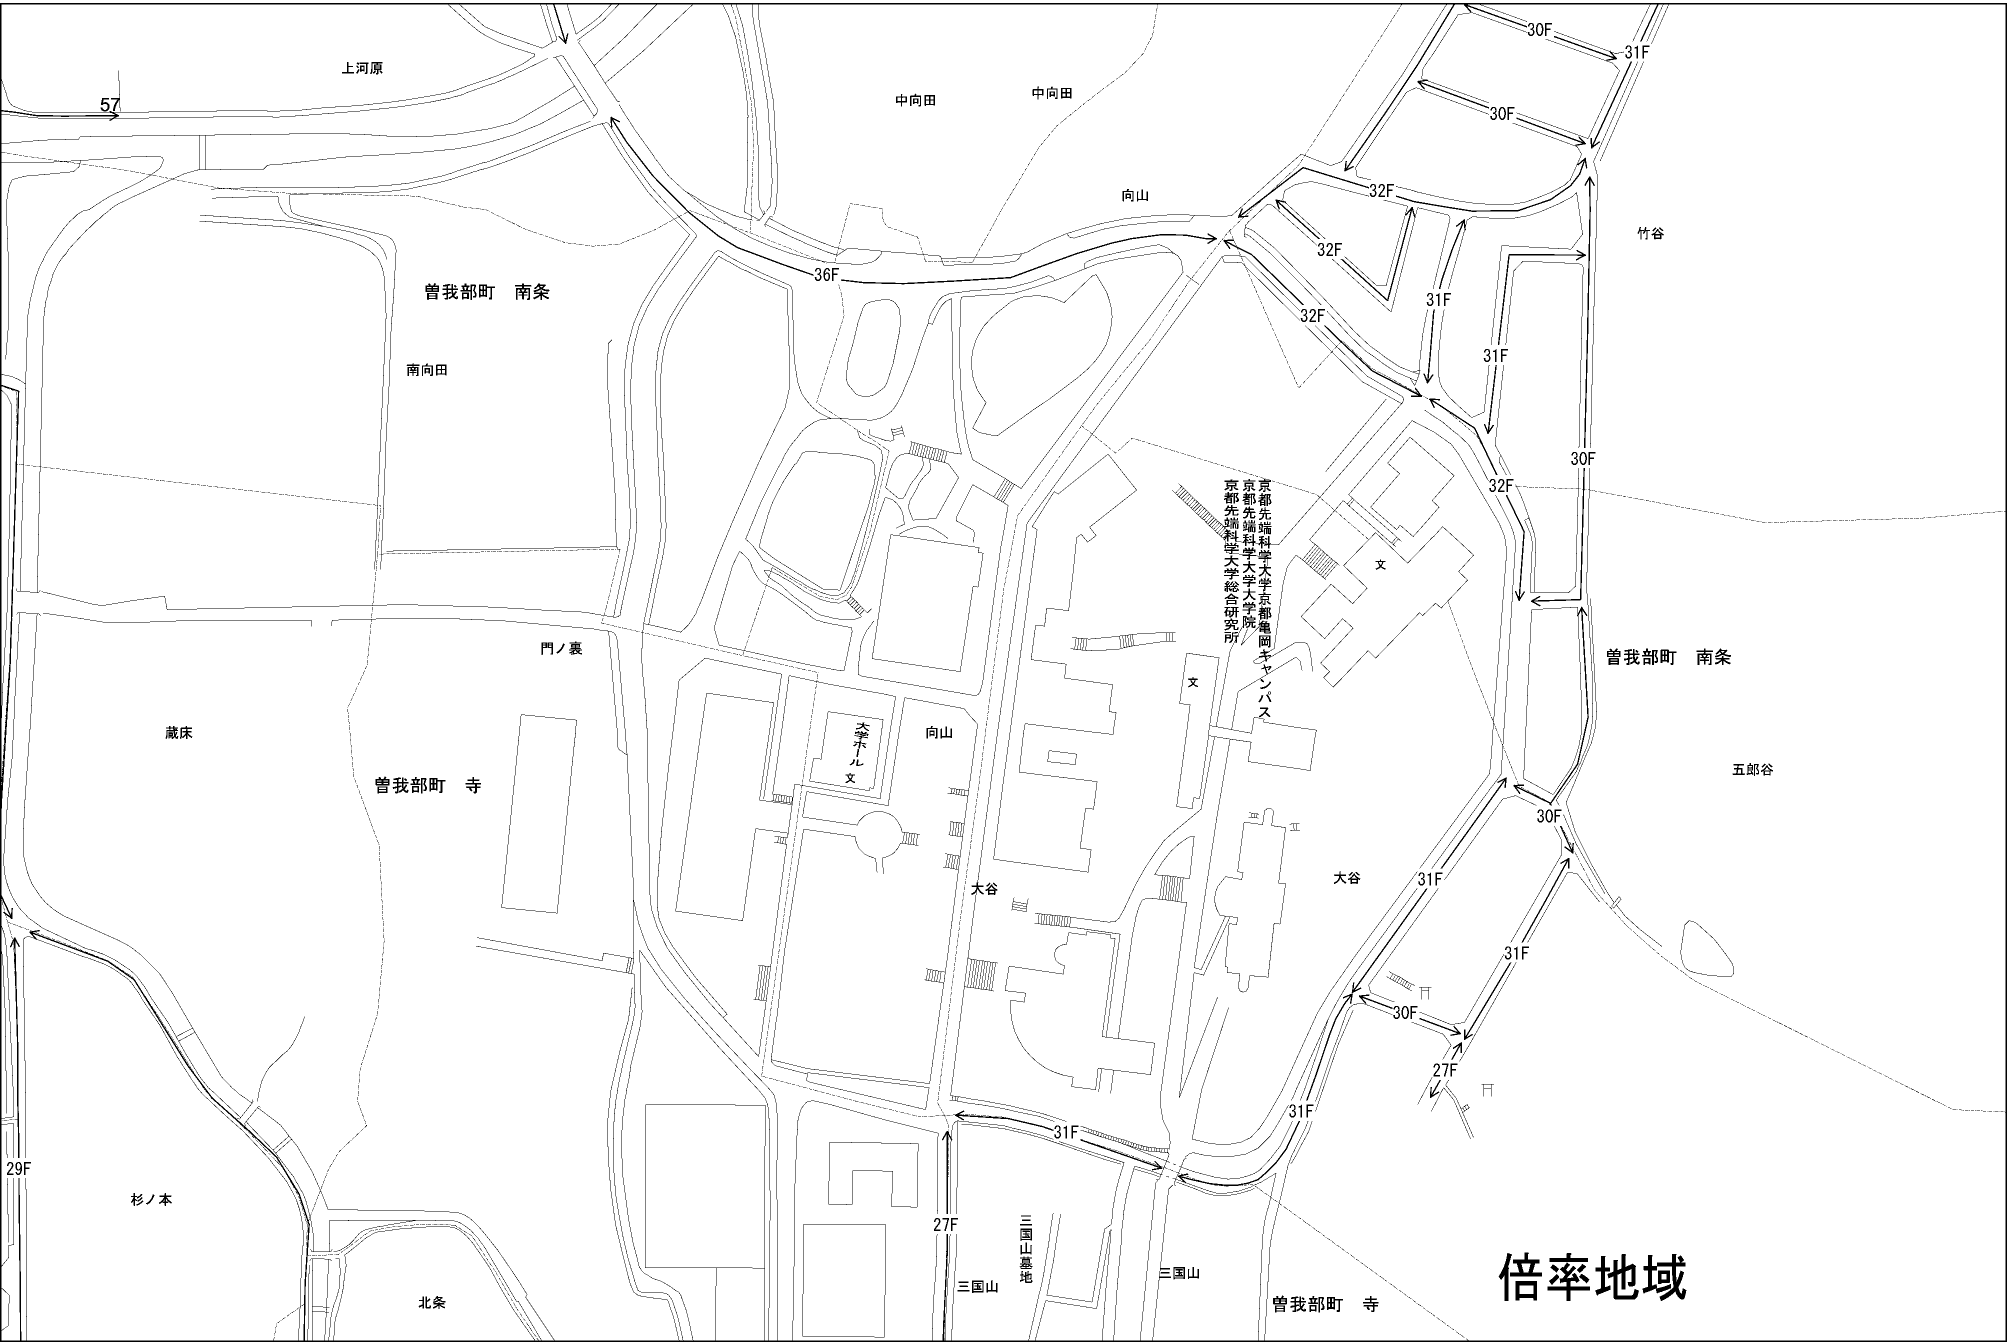 30F
31F
上河原
中向田
中向田
57
30F
向山
32F
竹谷
32F
36F
曽我部町　南条
31F
32F
31F
南向田
30F
32F
京都先端科学大学京都亀岡キャンパス
京都先端科学大学大学院
京都先端科学大学総合研究所
文
門ノ裏
曽我部町　南条
文
大学ホール
文
向山
蔵床
五郎谷
曽我部町　寺
30F
大谷
31F
大谷
31F
30F
27F
31F
31F
29F
杉ノ本
27F
三国山墓地
三国山
三国山
倍率地域
北条
曽我部町　寺